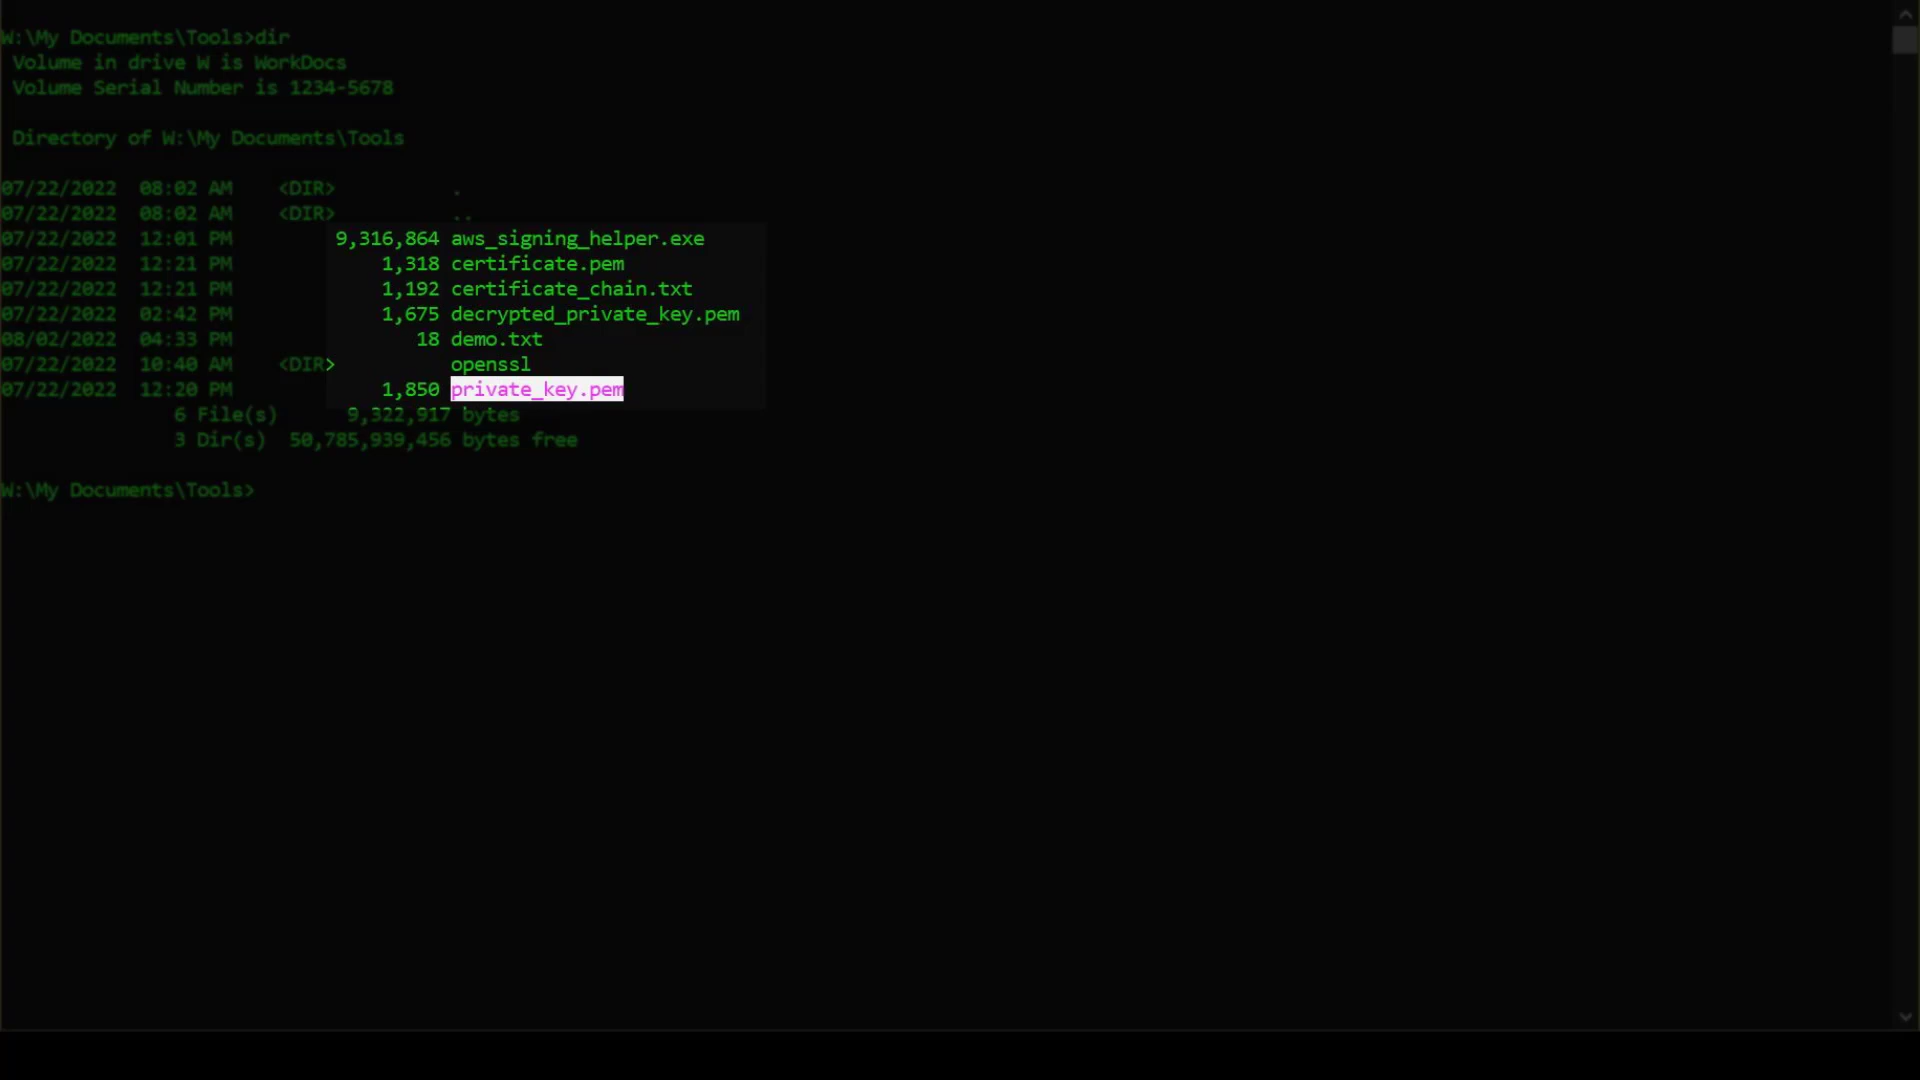 W:\My Documents\Tools>dir
Volume in drive W is WorkDocs
Volume Serial Number is 1234-5678
Directory of W:\My Documents\Tools
07/22/2022  08:02 AM    <DIR>          .
07/22/2022  08:02 AM    <DIR>          ..
07/22/2022  12:01 PM         9,316,864 aws_signing_helper.exe
07/22/2022  12:21 PM             1,318 certificate.pem
07/22/2022  12:21 PM             1,192 certificate_chain.txt
07/22/2022  02:42 PM             1,675 decrypted_private_key.pem
08/02/2022  04:33 PM                18 demo.txt
07/22/2022  10:40 AM    <DIR>          openssl
07/22/2022  12:20 PM             1,850 private_key.pem
6 File(s)      9,322,917 bytes
3 Dir(s)  50,785,939,456 bytes free
W:\My Documents\Tools>